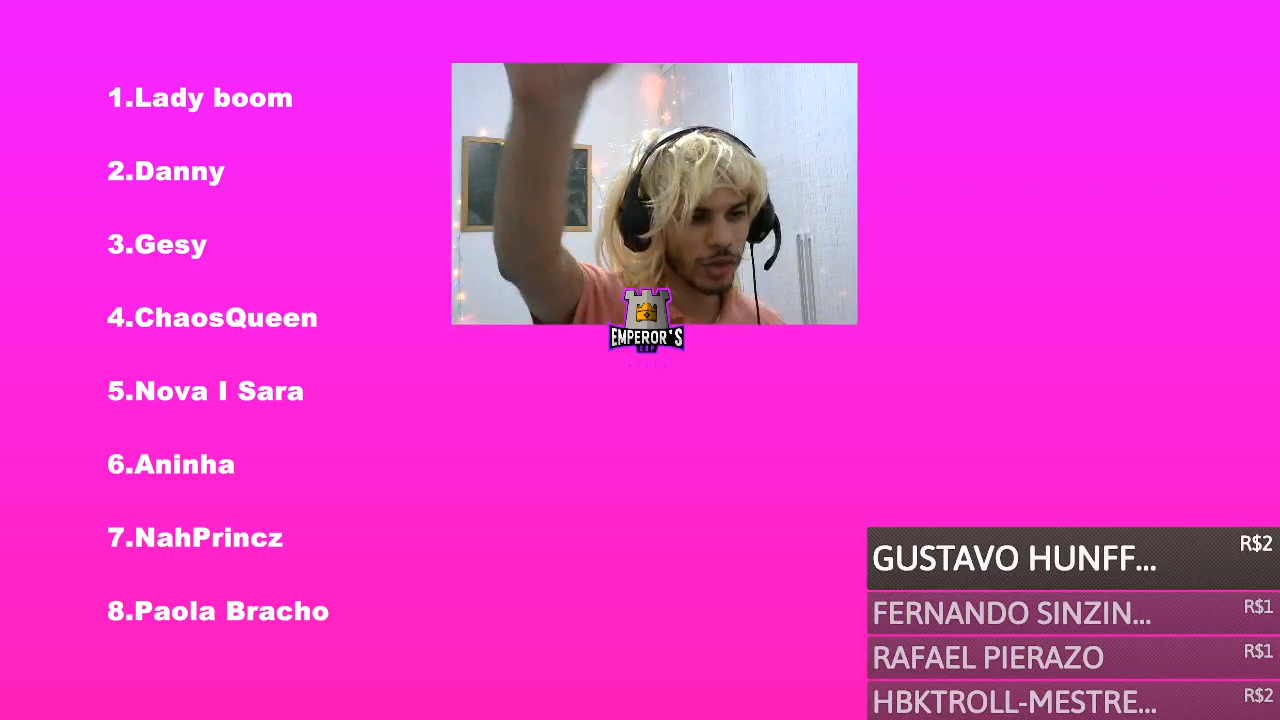 1.Lady boom
2.Danny
3.Gesy
4.ChaosQueen
5.Nova I Sara
6.Aninha
7.NahPrincz
8.Paola Bracho
EMPEROR'S
CUP
GUSTAVO HUNFF... R$2
FERNANDO SINZIN... R$1
RAFAEL PIERAZO R$1
HBKTROLL-MESTRE... R$2